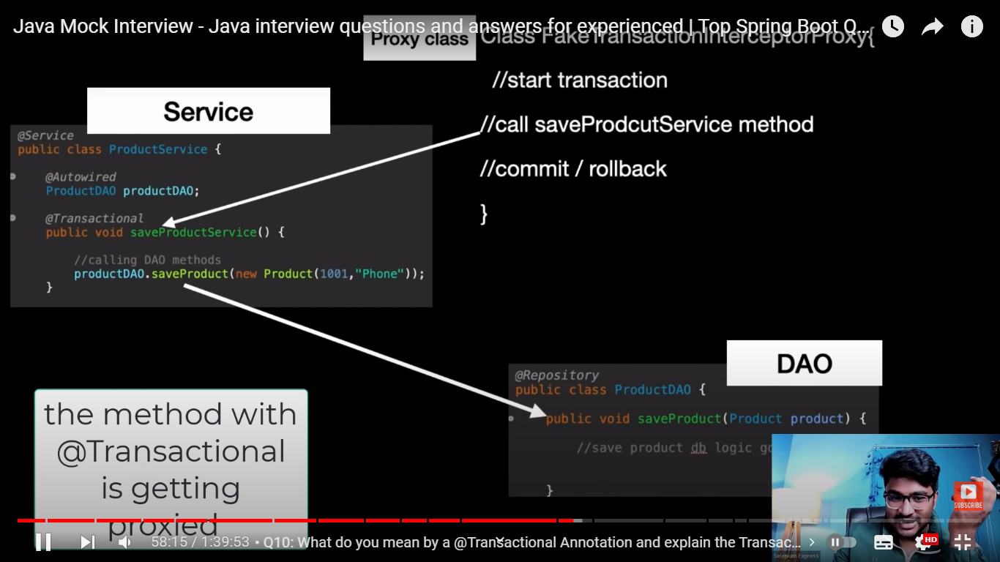 Java Mock Interview - Java interview questions and answers for experienced | Top Spring Boot Q...
Proxy class
Class FakeTransactionInterceptorProxy{
//start transaction
//call saveProdcutService method
//commit / rollback
}
Service
@Service
public class ProductService {
@Autowired
ProductDAO productDAO;
@Transactional
public void saveProductService() {
//calling DAO methods
productDAO.saveProduct(new Product(1001,"Phone"));
}
DAO
@Repository
public class ProductDAO {
public void saveProduct(Product product) {
//save product db logic go
}
the method with
@Transactional
is getting
proxied
SUBSCRIBE
Selenium Express
58:15 / 1:39:53 • Q10: What do you mean by a @Transactional Annotation and explain the Transac...
HD